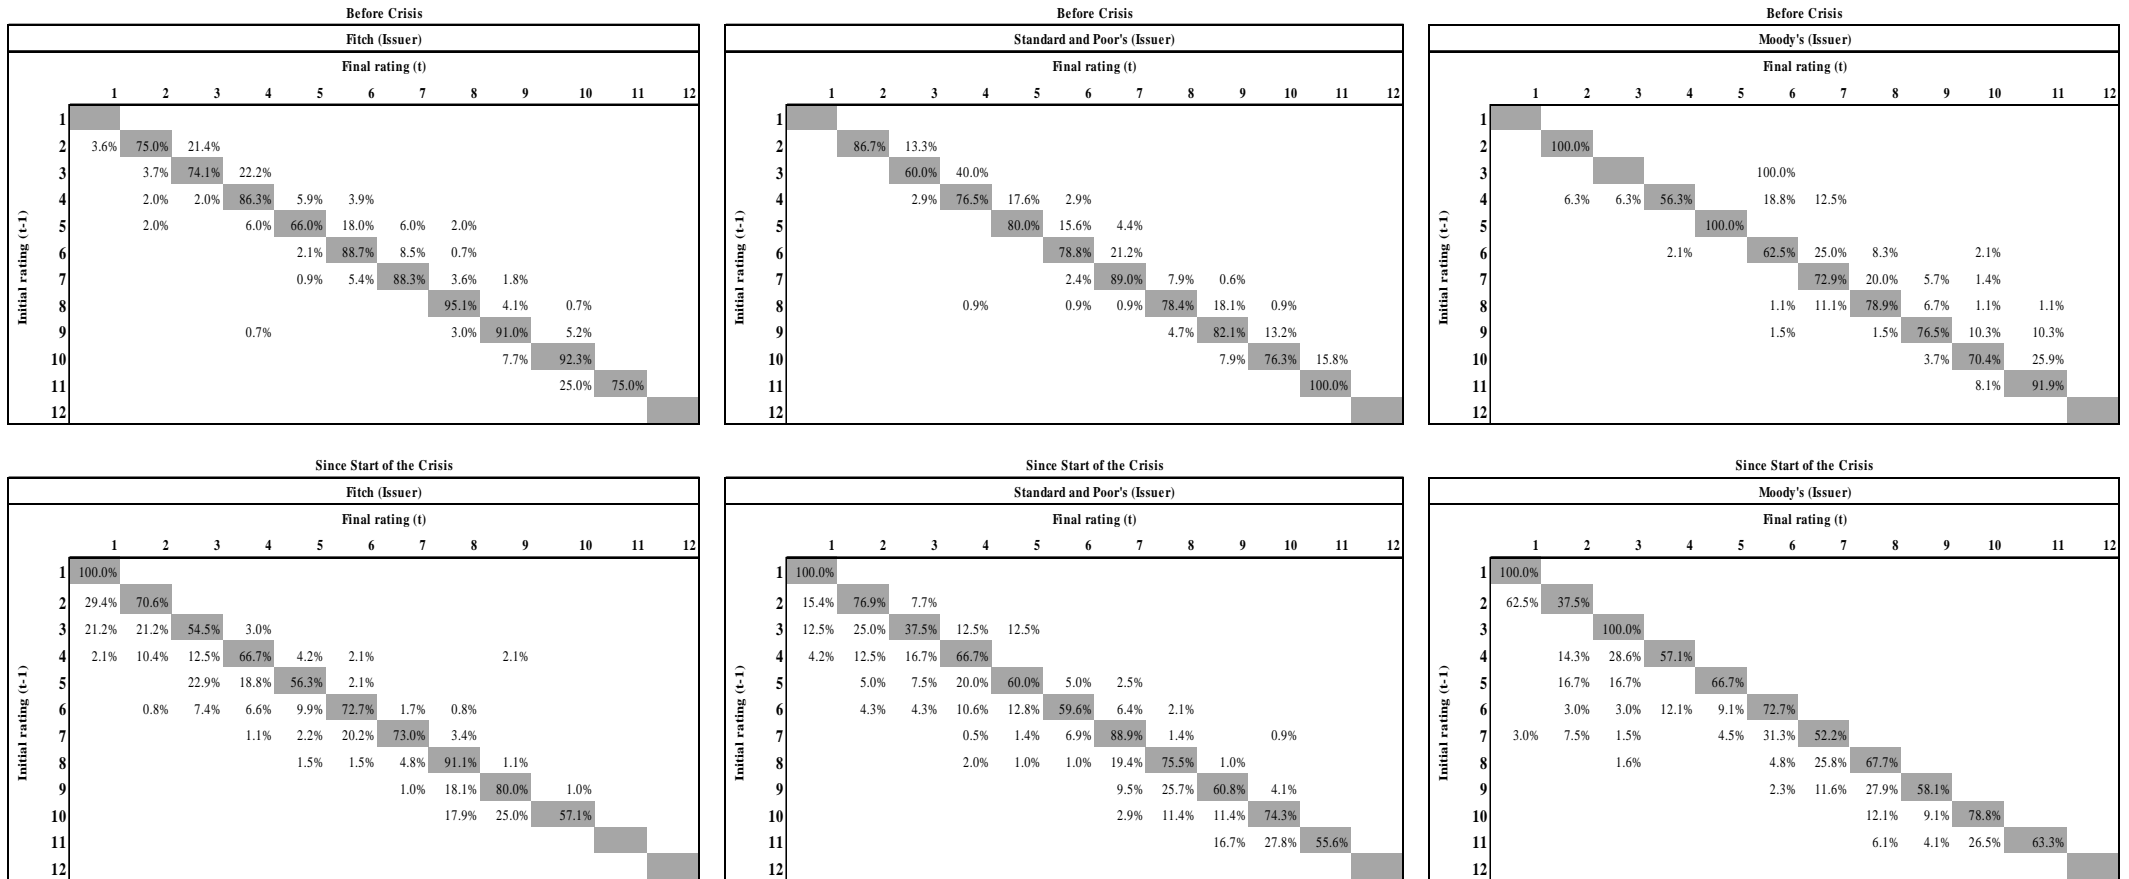 Before Crisis
Fitch (Issuer)
Final rating (t)
1 2 3 4 5 6 7 8 9 10 11 12
Initial rating (t-1)
1
2 3.6% 75.0% 21.4%
3 3.7% 74.1% 22.2%
4 2.0% 2.0% 86.3% 5.9% 3.9%
5 2.0% 6.0% 66.0% 18.0% 6.0% 2.0%
6 2.1% 88.7% 8.5% 0.7%
7 0.9% 5.4% 88.3% 3.6% 1.8%
8 95.1% 4.1% 0.7%
9 0.7% 3.0% 91.0% 5.2%
10 7.7% 92.3%
11 25.0% 75.0%
12
Before Crisis
Standard and Poor's (Issuer)
Final rating (t)
1 2 3 4 5 6 7 8 9 10 11 12
Initial rating (t-1)
1
2 86.7% 13.3%
3 60.0% 40.0%
4 2.9% 76.5% 17.6% 2.9%
5 80.0% 15.6% 4.4%
6 78.8% 21.2%
7 2.4% 89.0% 7.9% 0.6%
8 0.9% 0.9% 0.9% 78.4% 18.1% 0.9%
9 4.7% 82.1% 13.2%
10 7.9% 76.3% 15.8%
11 100.0%
12
Before Crisis
Moody's (Issuer)
Final rating (t)
1 2 3 4 5 6 7 8 9 10 11 12
Initial rating (t-1)
1
2 100.0%
3 100.0%
4 6.3% 6.3% 56.3% 18.8% 12.5%
5 100.0%
6 2.1% 62.5% 25.0% 8.3% 2.1%
7 72.9% 20.0% 5.7% 1.4%
8 1.1% 11.1% 78.9% 6.7% 1.1% 1.1%
9 1.5% 1.5% 76.5% 10.3% 10.3%
10 3.7% 70.4% 25.9%
11 8.1% 91.9%
12
Since Start of the Crisis
Fitch (Issuer)
Final rating (t)
1 2 3 4 5 6 7 8 9 10 11 12
Initial rating (t-1)
1 100.0%
2 29.4% 70.6%
3 21.2% 21.2% 54.5% 3.0%
4 2.1% 10.4% 12.5% 66.7% 4.2% 2.1% 2.1%
5 22.9% 18.8% 56.3% 2.1%
6 0.8% 7.4% 6.6% 9.9% 72.7% 1.7% 0.8%
7 1.1% 2.2% 20.2% 73.0% 3.4%
8 1.5% 1.5% 4.8% 91.1% 1.1%
9 1.0% 18.1% 80.0% 1.0%
10 17.9% 25.0% 57.1%
11
12
Since Start of the Crisis
Standard and Poor's (Issuer)
Final rating (t)
1 2 3 4 5 6 7 8 9 10 11 12
Initial rating (t-1)
1 100.0%
2 15.4% 76.9% 7.7%
3 12.5% 25.0% 37.5% 12.5% 12.5%
4 4.2% 12.5% 16.7% 66.7%
5 5.0% 7.5% 20.0% 60.0% 5.0% 2.5%
6 4.3% 4.3% 10.6% 12.8% 59.6% 6.4% 2.1%
7 0.5% 1.4% 6.9% 88.9% 1.4% 0.9%
8 2.0% 1.0% 1.0% 19.4% 75.5% 1.0%
9 9.5% 25.7% 60.8% 4.1%
10 2.9% 11.4% 11.4% 74.3%
11 16.7% 27.8% 55.6%
12
Since Start of the Crisis
Moody's (Issuer)
Final rating (t)
1 2 3 4 5 6 7 8 9 10 11 12
Initial rating (t-1)
1 100.0%
2 62.5% 37.5%
3 100.0%
4 14.3% 28.6% 57.1%
5 16.7% 16.7% 66.7%
6 3.0% 3.0% 12.1% 9.1% 72.7%
7 3.0% 7.5% 1.5% 4.5% 31.3% 52.2%
8 1.6% 4.8% 25.8% 67.7%
9 2.3% 11.6% 27.9% 58.1%
10 12.1% 9.1% 78.8%
11 6.1% 4.1% 26.5% 63.3%
12